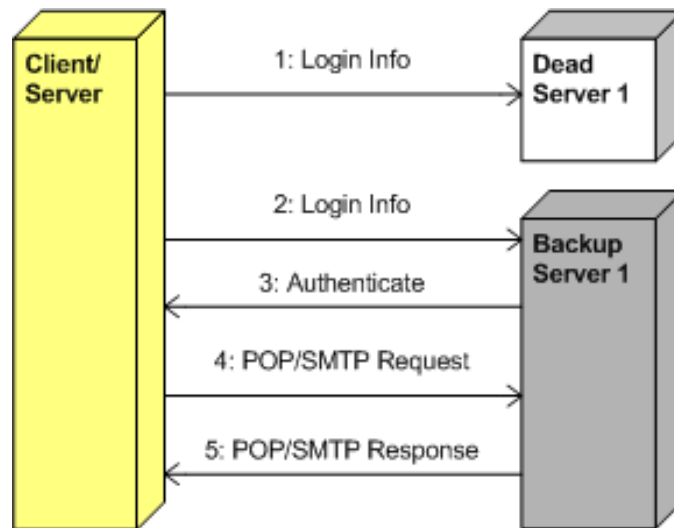 Client/
Server
1: Login Info
Dead
Server 1
2: Login Info
Backup
Server 1
3: Authenticate
4: POP/SMTP Request
5: POP/SMTP Response